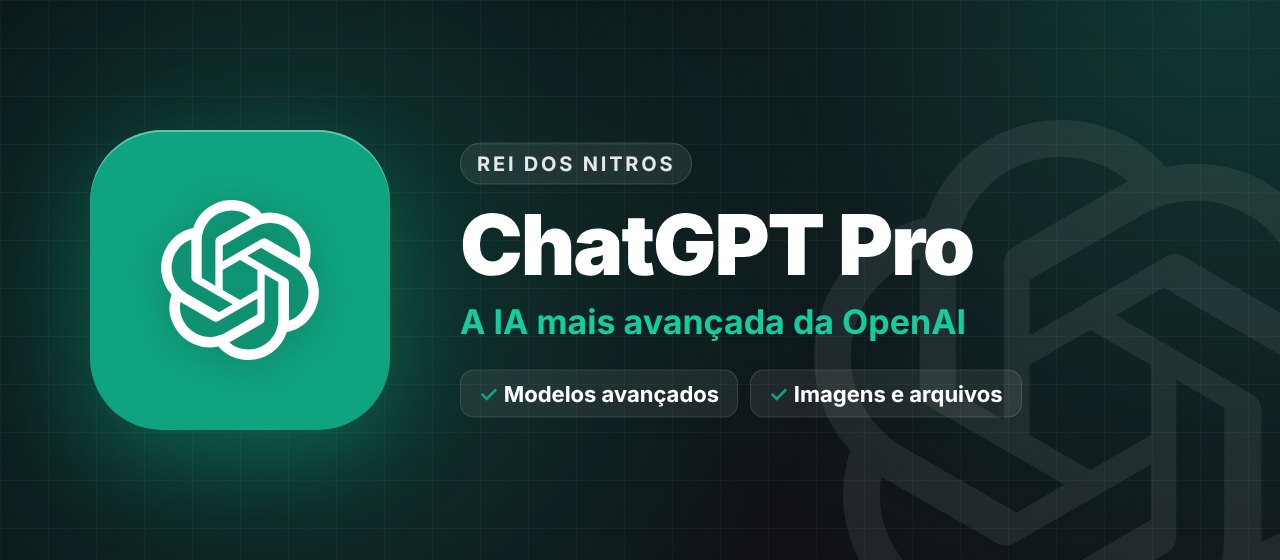 REI DOS NITROS
ChatGPT Pro
A IA mais avançada da OpenAI
✓ Modelos avançados ✓ Imagens e arquivos